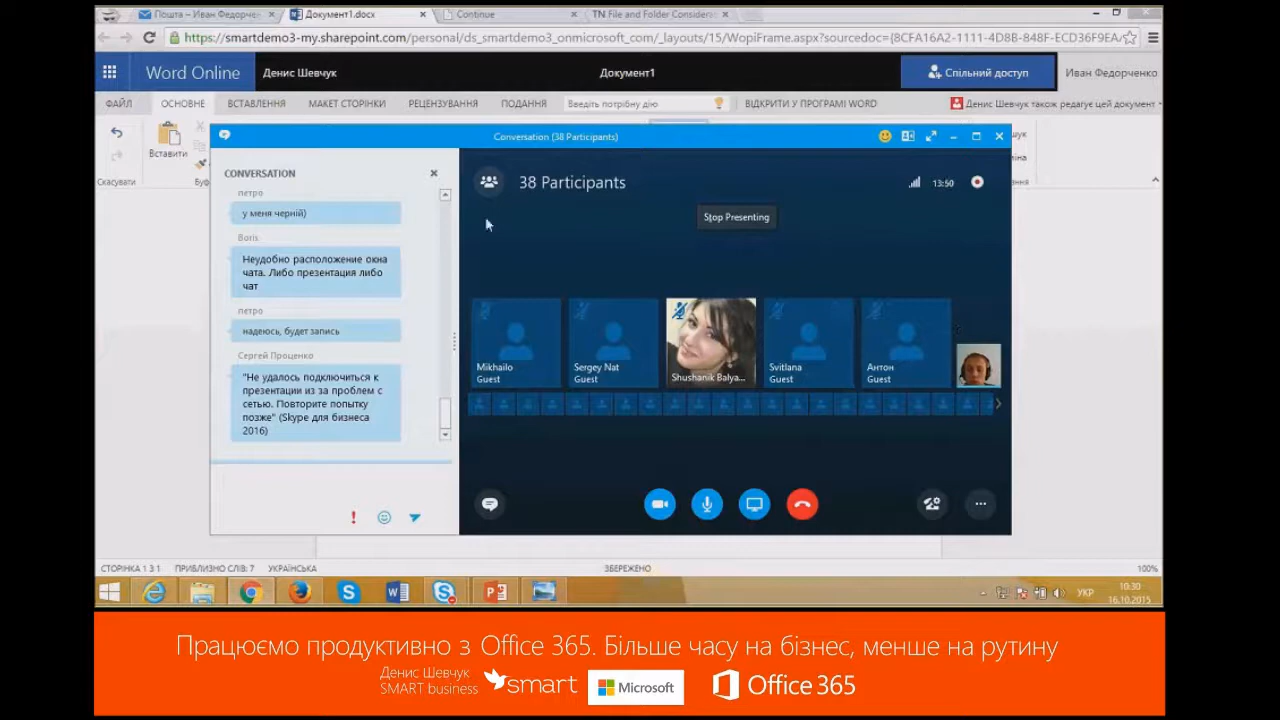 Пошта – Иван Федорче
Документ1.docx
Continue
TN File and Folder Consider
https://smartdemo3-my.sharepoint.com/personal/ds_smartdemo3_onmicrosoft_com/_layouts/15/WopiFrame.aspx?sourcedoc={8CFA16A2-1111-4D8B-848F-ECD36F9EA
Word Online
Денис Шевчук
Документ1
Спільний доступ
Иван Федорченко
ФАЙЛ
ОСНОВНЕ
ВСТАВЛЕННЯ
МАКЕТ СТОРІНКИ
РЕЦЕНЗУВАННЯ
ПОДАННЯ
Введіть потрібну дію
ВІДКРИТИ У ПРОГРАМІ WORD
Денис Шевчук також редагує цей документ
Вставити
Скасувати
Буф
Conversation (38 Participants)
CONVERSATION
петро
у меня черній)
Boris
Неудобно расположение окна
чата. Либо презентация либо
чат
петро
надеюсь, будет запись
Сергей Проценко
"Не удалось подключиться к
презентации из за проблем с
сетью. Повторите попытку
позже" (Skype для бизнеса
2016)
38 Participants
13:50
Stop Presenting
Mikhailo
Guest
Sergey Nat
Guest
Shushanik Balya...
Svitlana
Guest
Антон
Guest
СТОРІНКА 1 З 1
ПРИБЛИЗНО СЛІВ: 7
УКРАЇНСЬКА
ЗБЕРЕЖЕНО
100%
УКР
10:30
16.10.2015
Працюємо продуктивно з Office 365. Більше часу на бізнес, менше на рутину
Денис Шевчук
SMART business
smart
Microsoft
Office 365